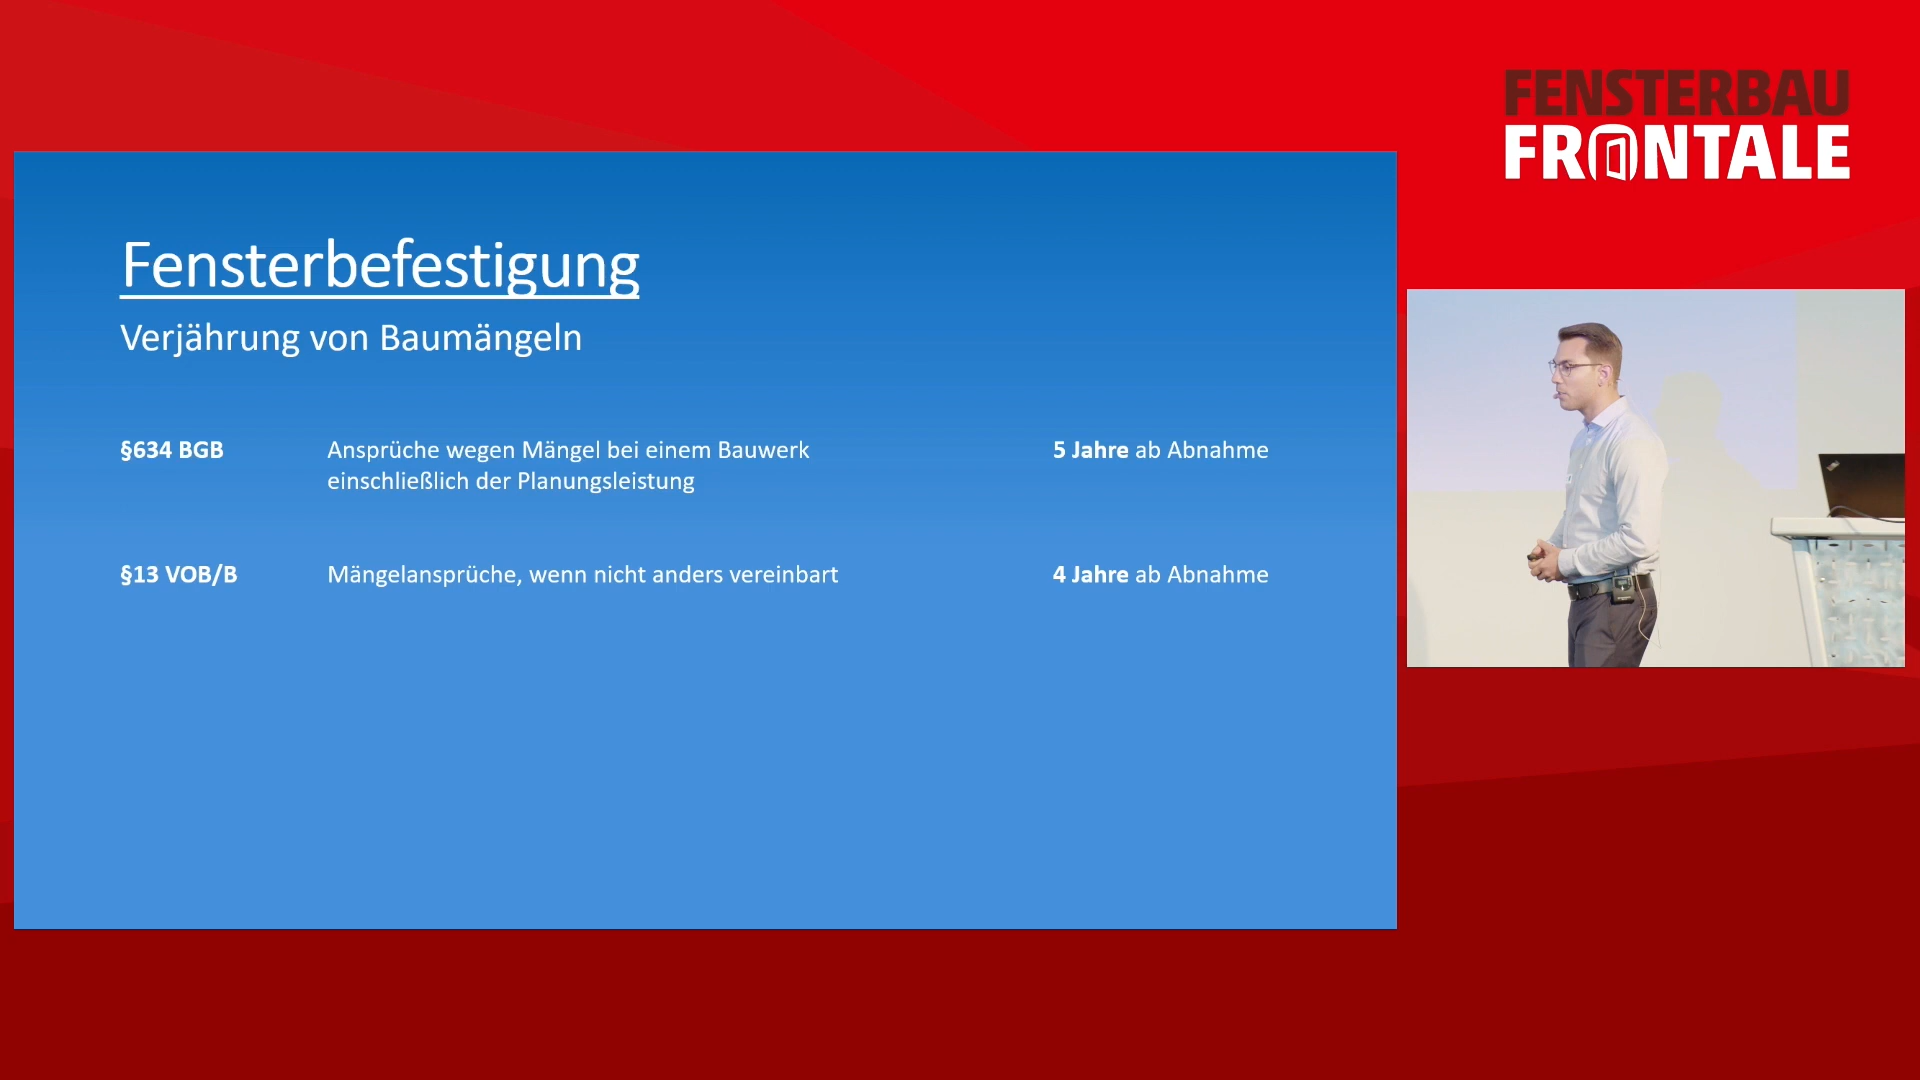 FENSTERBAU
FRONTALE
Fensterbefestigung
Verjährung von Baumängeln
§634 BGB Ansprüche wegen Mängel bei einem Bauwerk 5 Jahre ab Abnahme
einschließlich der Planungsleistung
§13 VOB/B Mängelansprüche, wenn nicht anders vereinbart 4 Jahre ab Abnahme